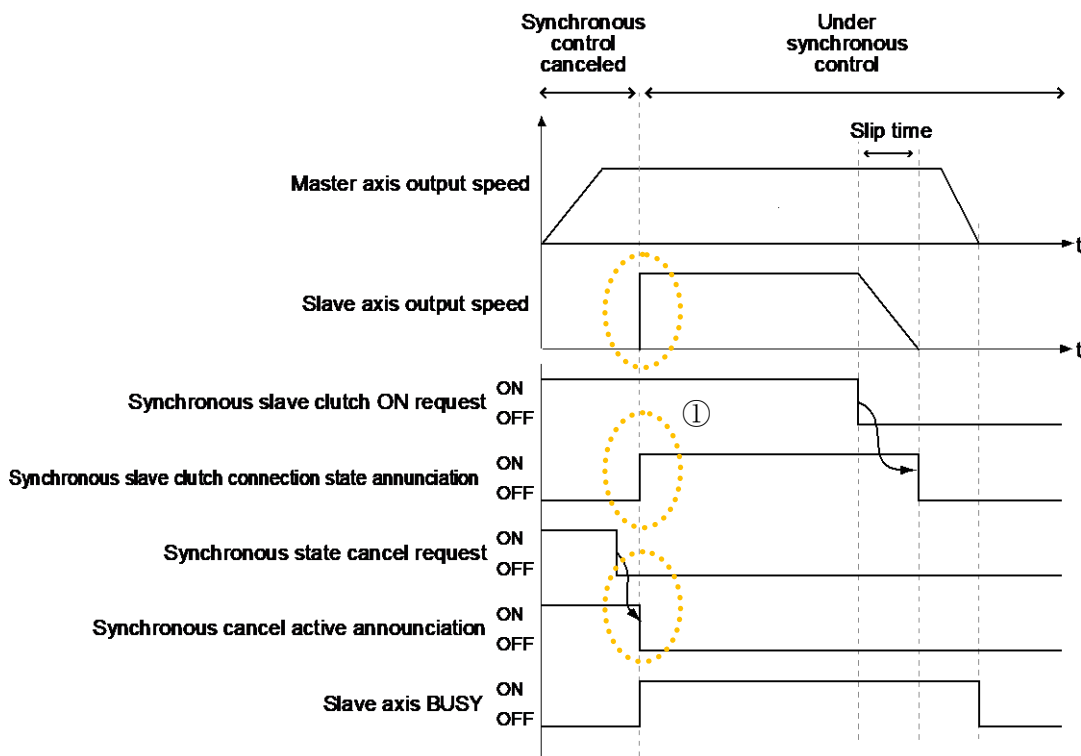 Synchronous
control
canceled
Under
synchronous
control
Slip time
Master axis output speed
t
Slave axis output speed
t
Synchronous slave clutch ON request
ON
OFF
①
Synchronous slave clutch connection state annunciation
ON
OFF
Synchronous state cancel request
ON
OFF
Synchronous cancel active announciation
ON
OFF
Slave axis BUSY
ON
OFF